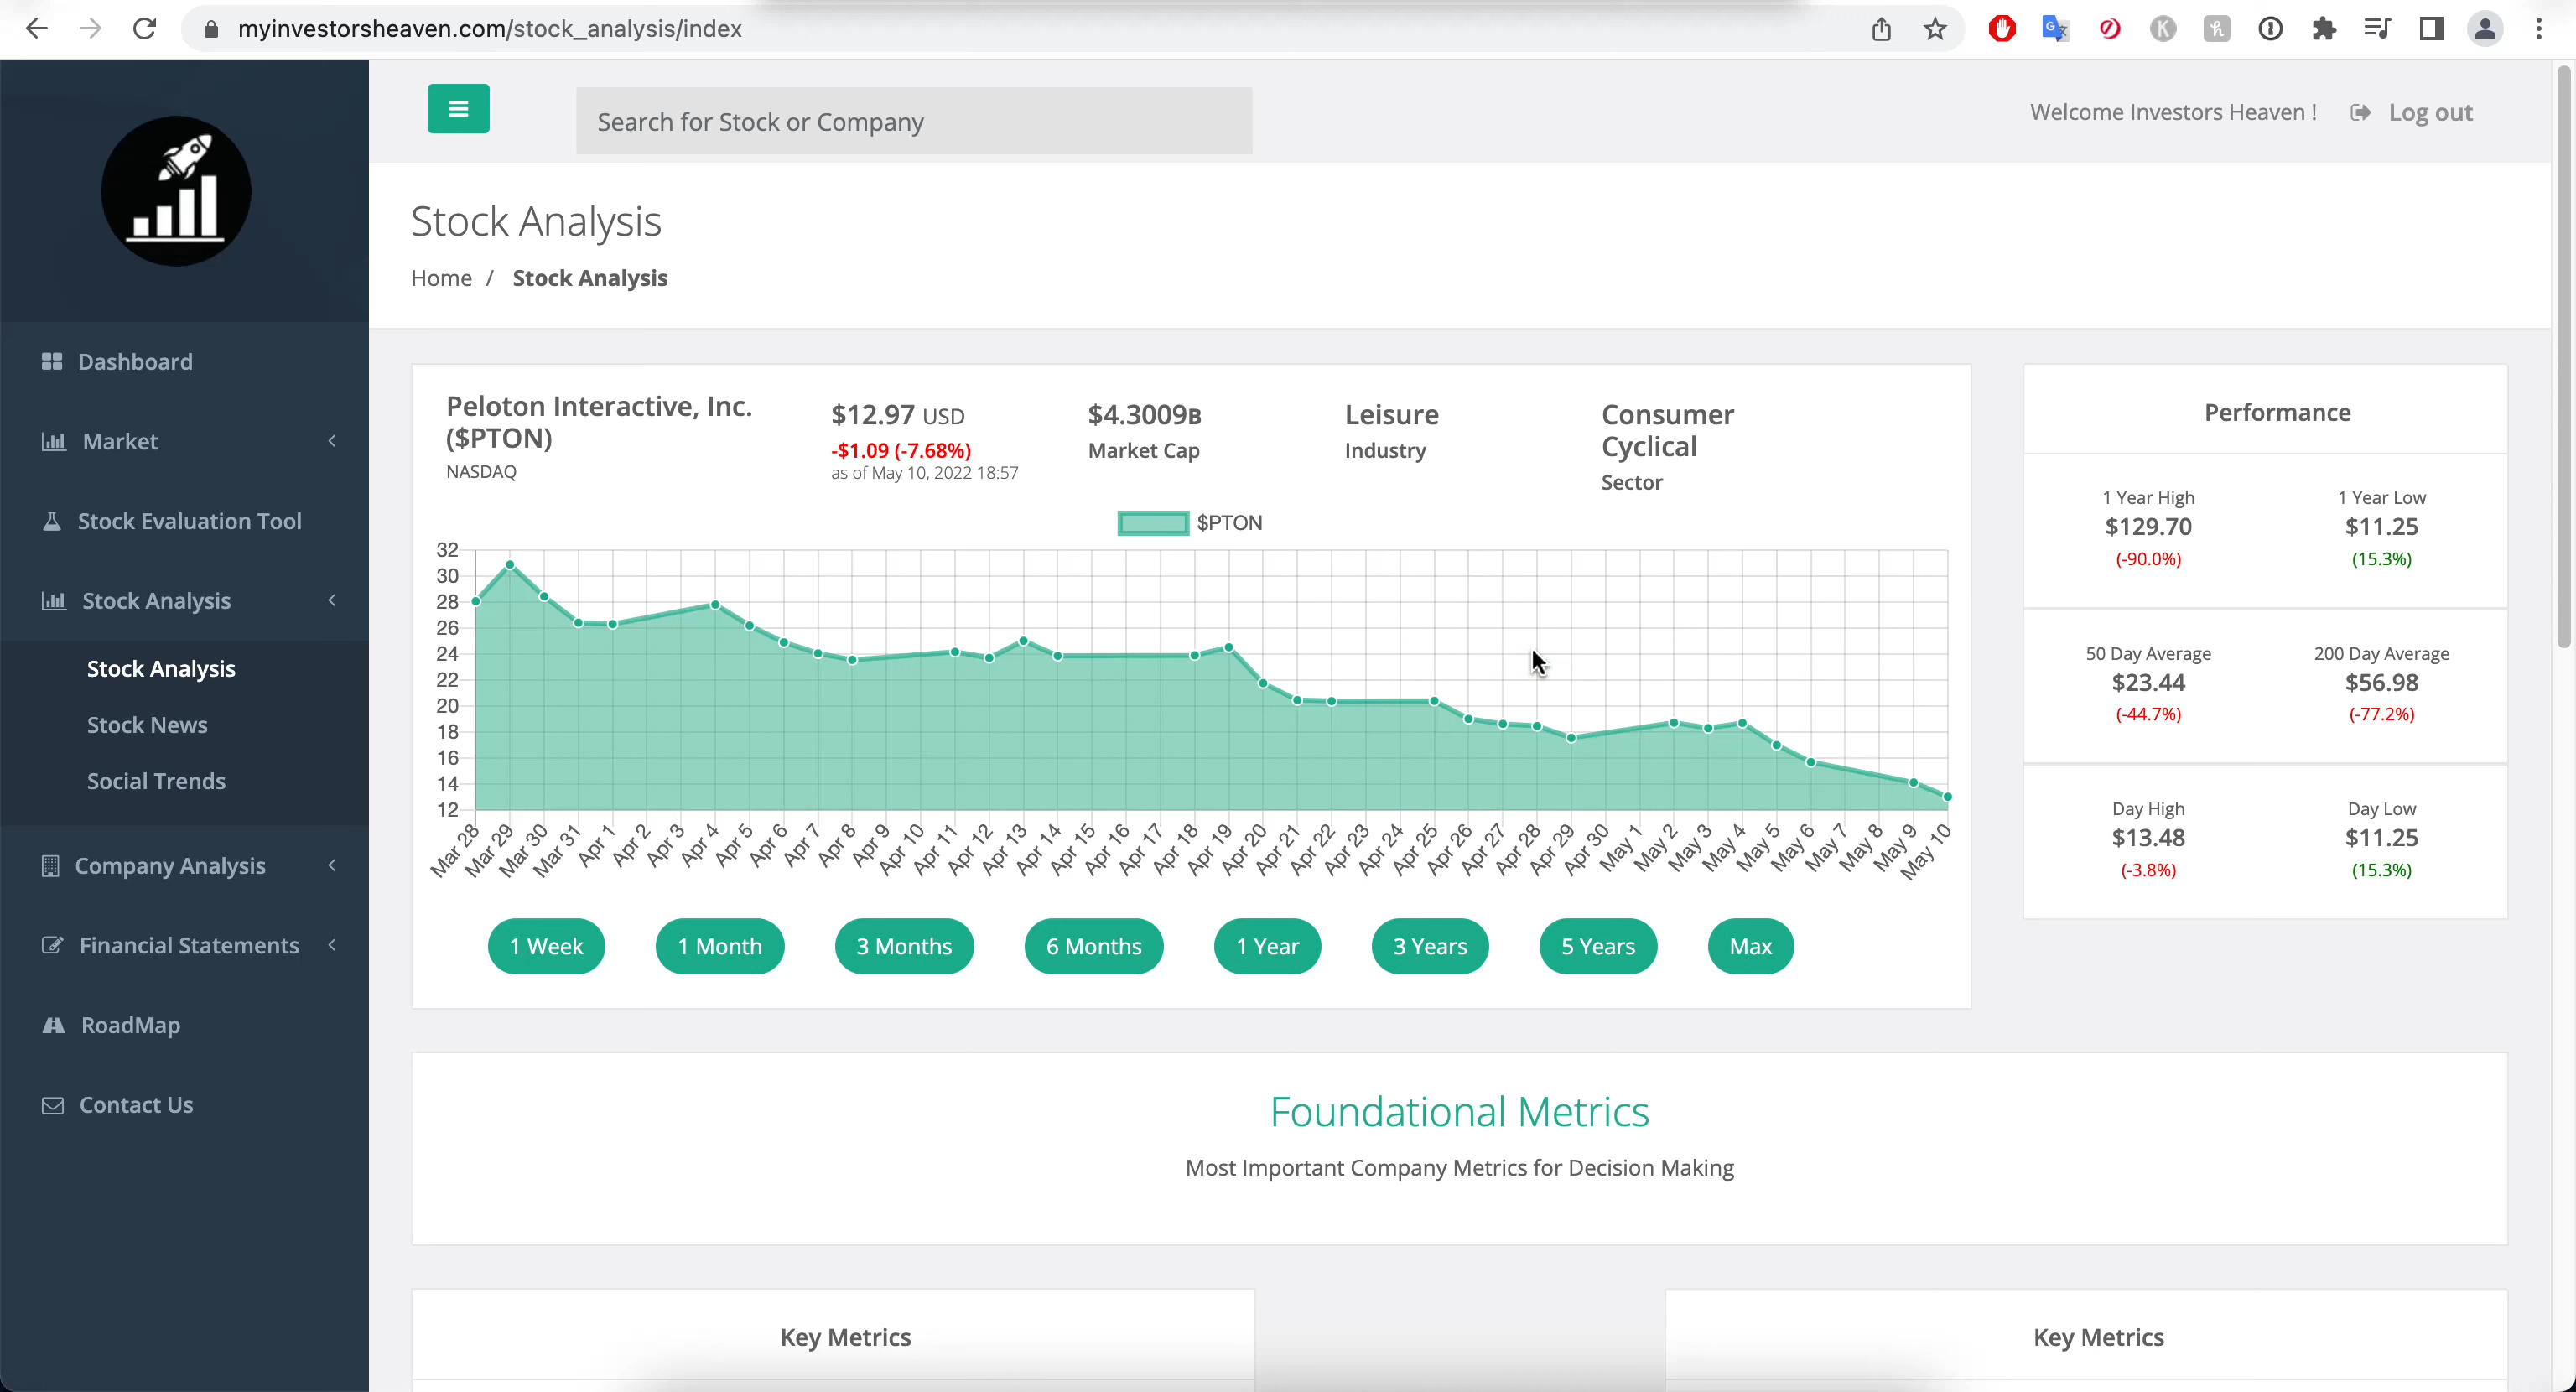 myinvestorsheaven.com/stock_analysis/index
Search for Stock or Company
Welcome Investors Heaven !
Log out
Stock Analysis
Home / Stock Analysis
Dashboard
Market
Stock Evaluation Tool
Stock Analysis
Stock Analysis
Stock News
Social Trends
Company Analysis
Financial Statements
RoadMap
Contact Us
Peloton Interactive, Inc.
($PTON)
NASDAQ
$12.97 USD
-$1.09 (-7.68%)
as of May 10, 2022 18:57
$4.3009B
Market Cap
Leisure
Industry
Consumer
Cyclical
Sector
$PTON
32
30
28
26
24
22
20
18
16
14
12
Mar 28
Mar 29
Mar 30
Mar 31
Apr 1
Apr 2
Apr 3
Apr 4
Apr 5
Apr 6
Apr 7
Apr 8
Apr 9
Apr 10
Apr 11
Apr 12
Apr 13
Apr 14
Apr 15
Apr 16
Apr 17
Apr 18
Apr 19
Apr 20
Apr 21
Apr 22
Apr 23
Apr 24
Apr 25
Apr 26
Apr 27
Apr 28
Apr 29
Apr 30
May 1
May 2
May 3
May 4
May 5
May 6
May 7
May 8
May 9
May 10
1 Week
1 Month
3 Months
6 Months
1 Year
3 Years
5 Years
Max
Performance
1 Year High
$129.70
(-90.0%)
1 Year Low
$11.25
(15.3%)
50 Day Average
$23.44
(-44.7%)
200 Day Average
$56.98
(-77.2%)
Day High
$13.48
(-3.8%)
Day Low
$11.25
(15.3%)
Foundational Metrics
Most Important Company Metrics for Decision Making
Key Metrics
Key Metrics